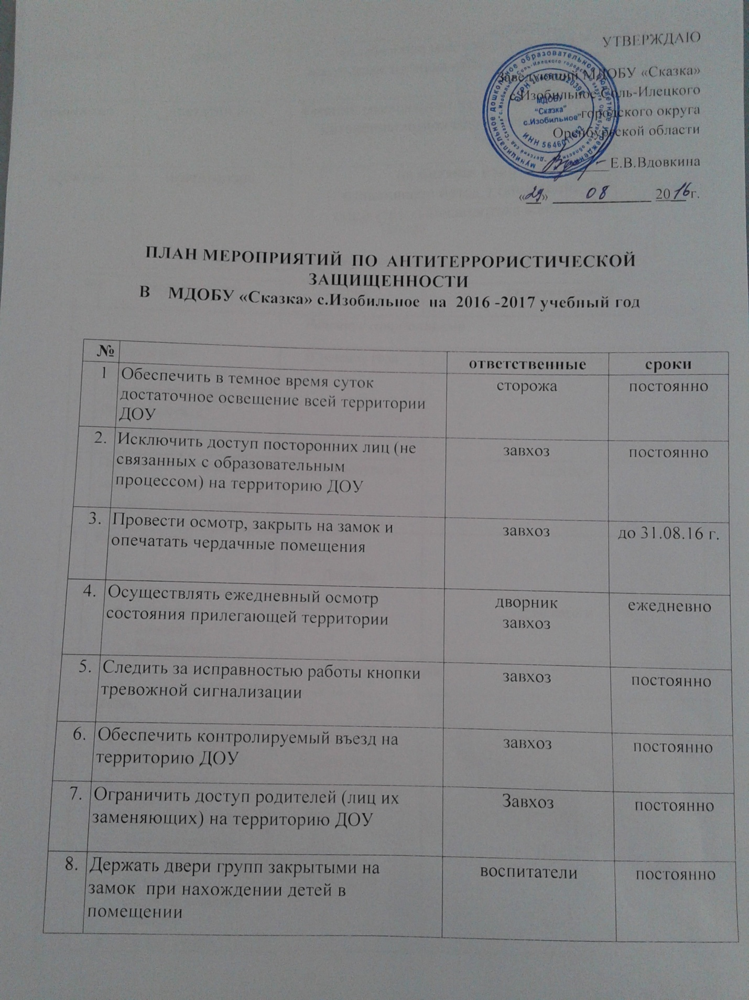 УТВЕРЖДАЮ
Заведующий МДОБУ «Сказка»
с.Изобильное Соль-Илецкого
городского округа
Оренбургской области
Е.В.Вдовкина
«29» 08 2016г.
МДОБУ
"Сказка"
с.Изобильное"
ПЛАН МЕРОПРИЯТИЙ ПО АНТИТЕРРОРИСТИЧЕСКОЙ
ЗАЩИЩЕННОСТИ
В МДОБУ «Сказка» с.Изобильное на 2016 -2017 учебный год
№ ответственные сроки
1 Обеспечить в темное время суток сторожа постоянно
достаточное освещение всей территории
ДОУ
2. Исключить доступ посторонних лиц (не завхоз постоянно
связанных с образовательным
процессом) на территорию ДОУ
3. Провести осмотр, закрыть на замок и завхоз до 31.08.16 г.
опечатать чердачные помещения
4. Осуществлять ежедневный осмотр дворник ежедневно
состояния прилегающей территории завхоз
5. Следить за исправностью работы кнопки завхоз постоянно
тревожной сигнализации
6. Обеспечить контролируемый въезд на завхоз постоянно
территорию ДОУ
7. Ограничить доступ родителей (лиц их Завхоз постоянно
заменяющих) на территорию ДОУ
8. Держать двери групп закрытыми на воспитатели постоянно
замок при нахождении детей в
помещении